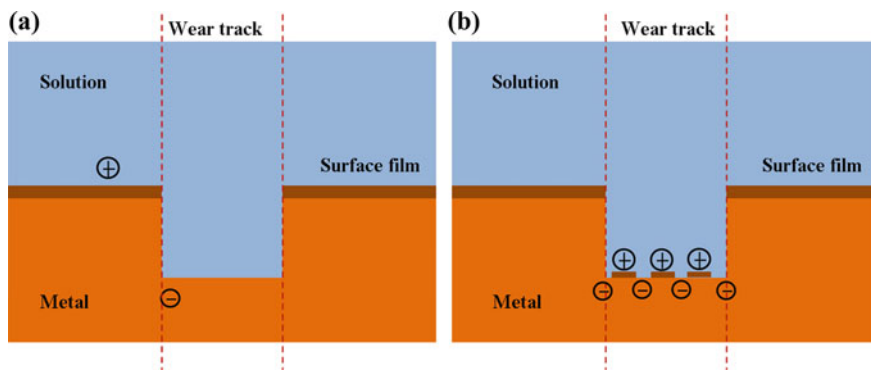 (a)
Wear track
Solution
+
Surface film
Metal
−
(b)
Wear track
Solution
Surface film
+ + +
− − − −
Metal